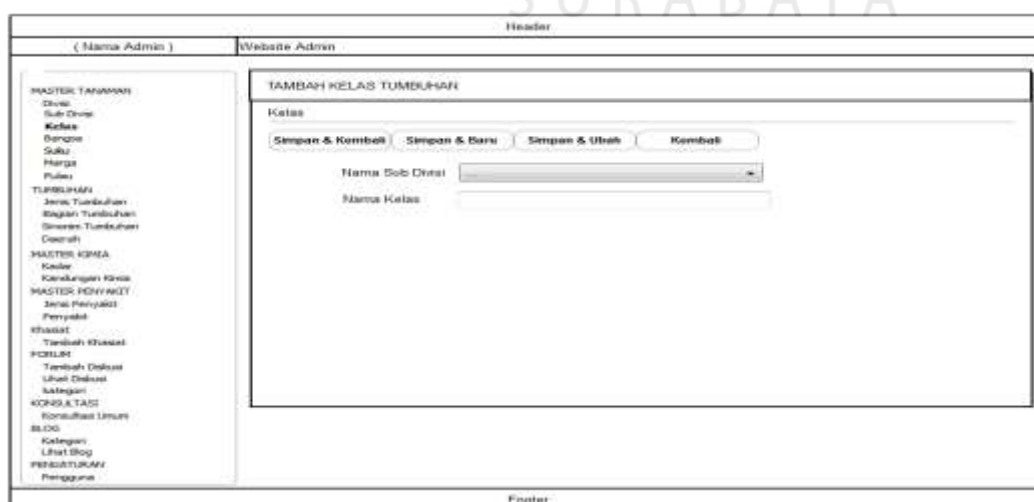 SURABAYA
Header
( Nama Admin )
Website Admin
MASTER TANAMAN
Divisi
Sub Divisi
Kelas
Bangsa
Suku
Marga
Pulau
TUMBUHAN
Jenis Tumbuhan
Bagian Tumbuhan
Sinonim Tumbuhan
Daerah
MASTER KIMIA
Kadar
Kandungan Kimia
MASTER PENYAKIT
Jenis Penyakit
Penyakit
Khasiat
Tambah Khasiat
FORUM
Tambah Diskusi
Lihat Diskusi
kategori
KONSULTASI
Konsultasi Umum
BLOG
Kategori
Lihat Blog
PENGATURAN
Pengguna
TAMBAH KELAS TUMBUHAN
Kelas
Simpan & Kembali Simpan & Baru Simpan & Ubah Kembali
Nama Sub Divisi ...
Nama Kelas
Footer